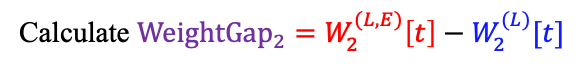 Calculate WeightGap₂ = W₂^(L,E)[t] − W₂^(L)[t]